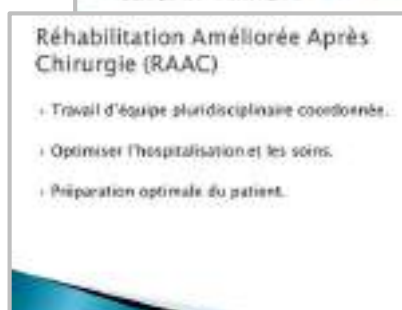 Réhabilitation Améliorée Après
Chirurgie (RAAC)
Travail d'équipe pluridisciplinaire coordonnée.
Optimiser l'hospitalisation et les soins.
Préparation optimale du patient.